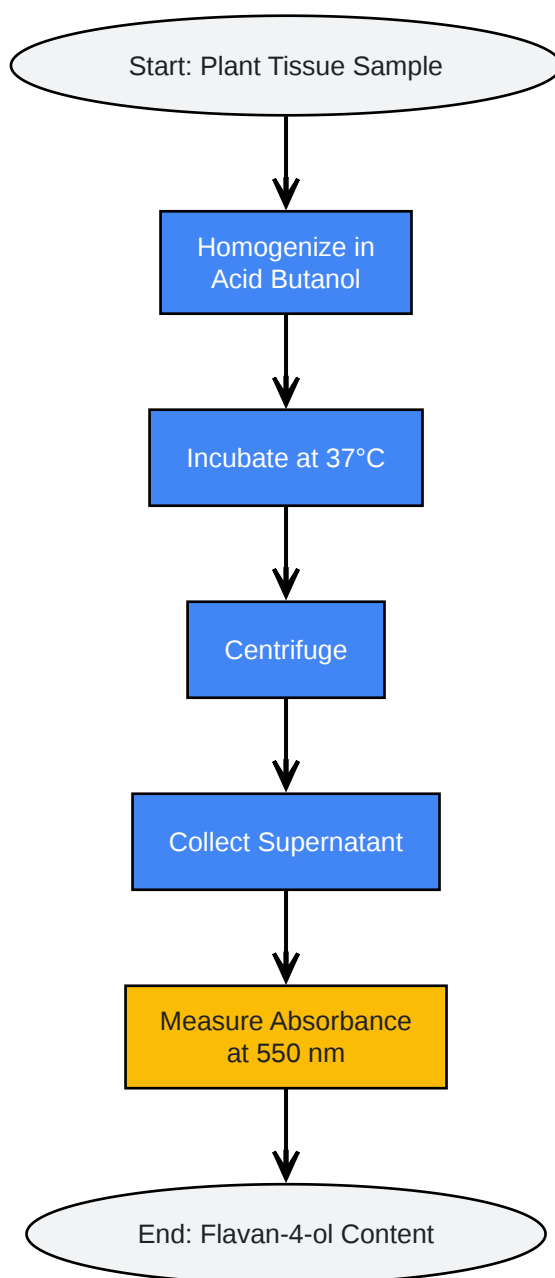 Start: Plant Tissue Sample
Homogenize in
Acid Butanol
Incubate at 37°C
Centrifuge
Collect Supernatant
Measure Absorbance
at 550 nm
End: Flavan-4-ol Content